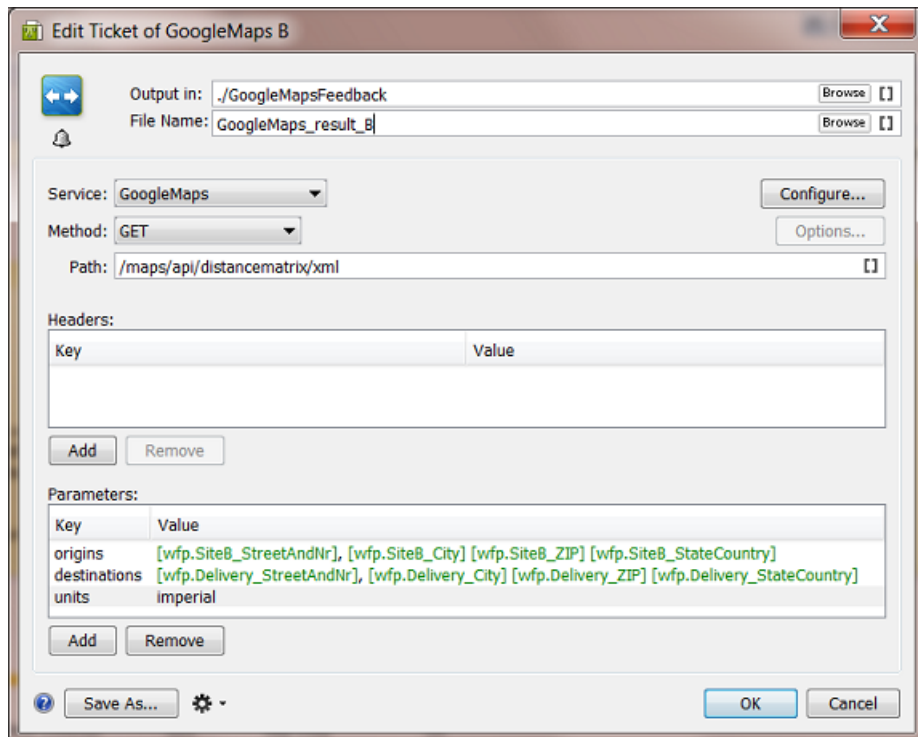 Edit Ticket of GoogleMaps B
X
Output in: ./GoogleMapsFeedback Browse []
File Name: GoogleMaps_result_B Browse []
Service: GoogleMaps Configure...
Method: GET Options...
Path: /maps/api/distancematrix/xml []
Headers:
Key Value
Add Remove
Parameters:
Key Value
origins [wfp.SiteB_StreetAndNr], [wfp.SiteB_City] [wfp.SiteB_ZIP] [wfp.SiteB_StateCountry]
destinations [wfp.Delivery_StreetAndNr], [wfp.Delivery_City] [wfp.Delivery_ZIP] [wfp.Delivery_StateCountry]
units imperial
Add Remove
? Save As... OK Cancel